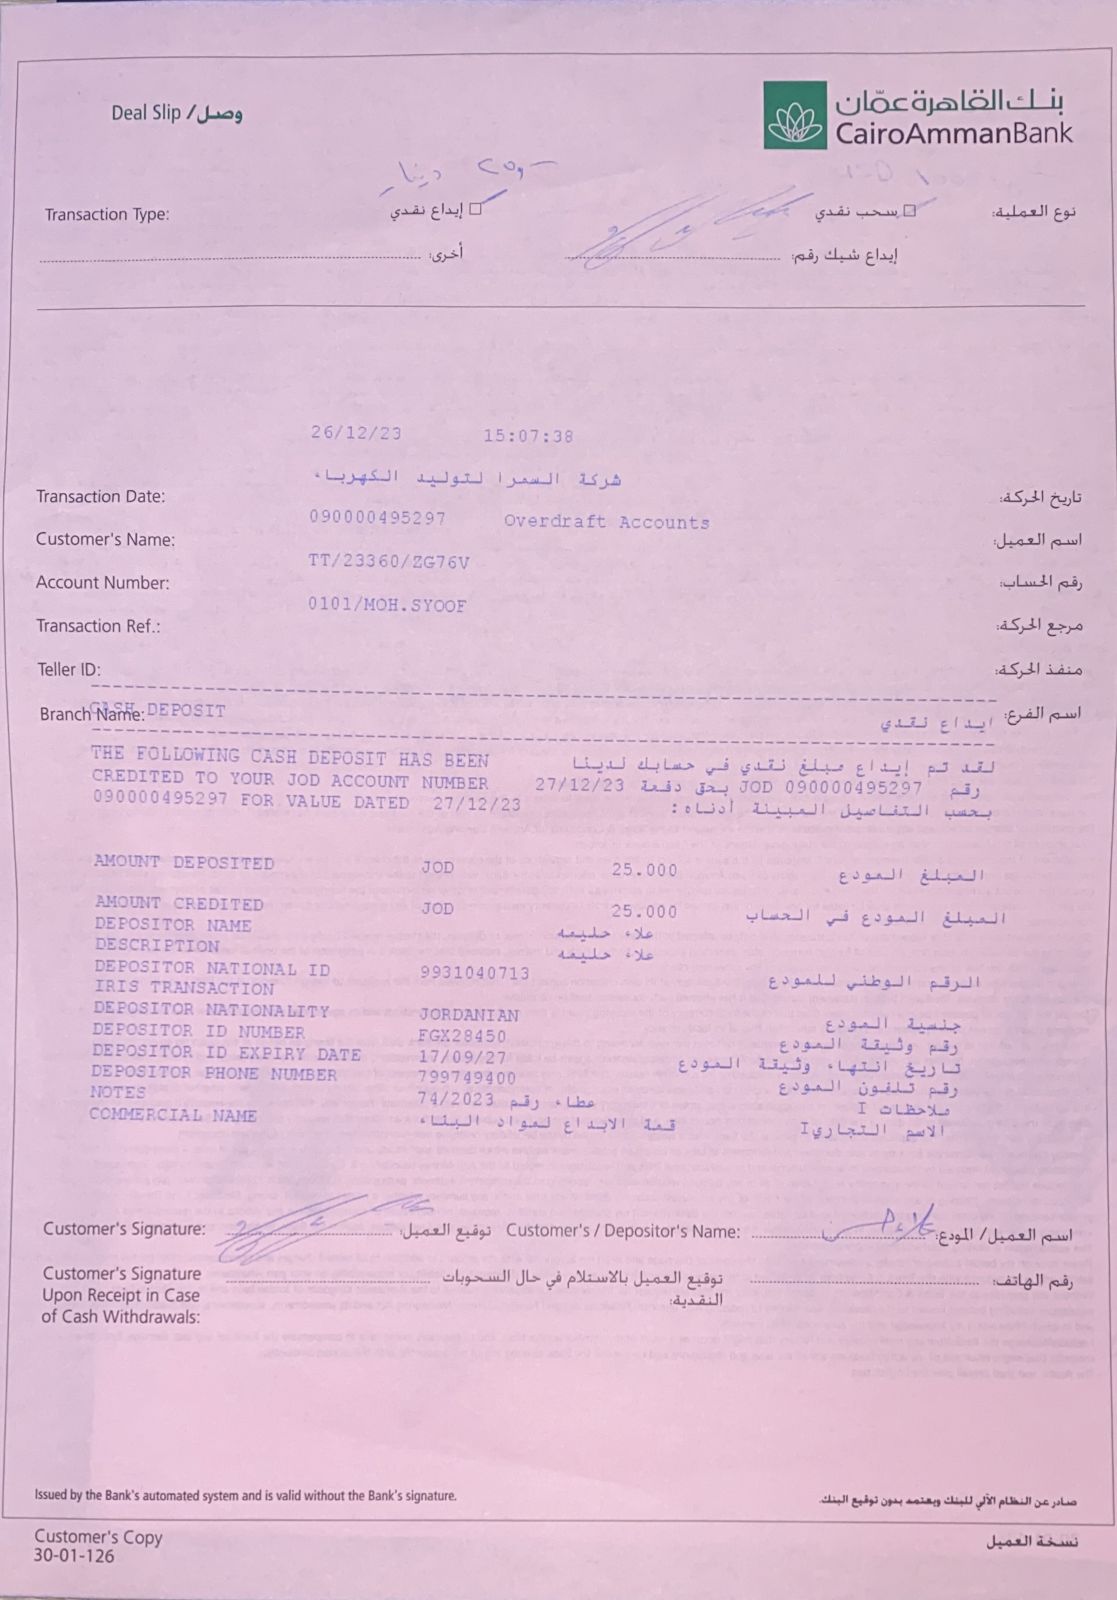 Deal Slip / وصل
بنك القاهرة عمّان
CairoAmmanBank
دينار
Transaction Type:
إيداع نقدي
سحب نقدي
نوع العملية:
أخرى:
إيداع شيك رقم:
26/12/23 15:07:38
شركة السمرا لتوليد الكهرباء
Transaction Date:
تاريخ الحركة:
090000495297 Overdraft Accounts
Customer's Name:
اسم العميل:
TT/23360/ZG76V
Account Number:
رقم الحساب:
0101/MOH.SYOOF
Transaction Ref.:
مرجع الحركة:
Teller ID:
منفذ الحركة:
Branch Name:
اسم الفرع:
CASH DEPOSIT
ايداع نقدي
THE FOLLOWING CASH DEPOSIT HAS BEEN
لقد تم إيداع مبلغ نقدي في حسابك لدينا
CREDITED TO YOUR JOD ACCOUNT NUMBER
رقم JOD 090000495297 بحق دفعة 27/12/23
090000495297 FOR VALUE DATED 27/12/23
بحسب التفاصيل المبينة أدناه:
AMOUNT DEPOSITED JOD 25.000 المبلغ المودع
AMOUNT CREDITED JOD 25.000 المبلغ المودع في الحساب
DEPOSITOR NAME علاء حليمه
DESCRIPTION علاء حليمه
DEPOSITOR NATIONAL ID 9931040713 الرقم الوطني للمودع
IRIS TRANSACTION
DEPOSITOR NATIONALITY JORDANIAN جنسية المودع
DEPOSITOR ID NUMBER FGX28450 رقم وثيقة المودع
DEPOSITOR ID EXPIRY DATE 17/09/27 تاريخ انتهاء وثيقة المودع
DEPOSITOR PHONE NUMBER 799749400 رقم تلفون المودع
NOTES عطاء رقم 74/2023 ملاحظات I
COMMERCIAL NAME قمة الابداع لمواد البناء الاسم التجاري I
Customer's Signature: توقيع العميل: Customer's / Depositor's Name: اسم العميل/ المودع:
Customer's Signature
Upon Receipt in Case
of Cash Withdrawals:
توقيع العميل بالاستلام في حال السحوبات
النقدية:
رقم الهاتف:
Issued by the Bank's automated system and is valid without the Bank's signature.
صادر عن النظام الآلي للبنك ويعتمد بدون توقيع البنك.
Customer's Copy
نسخة العميل
30-01-126